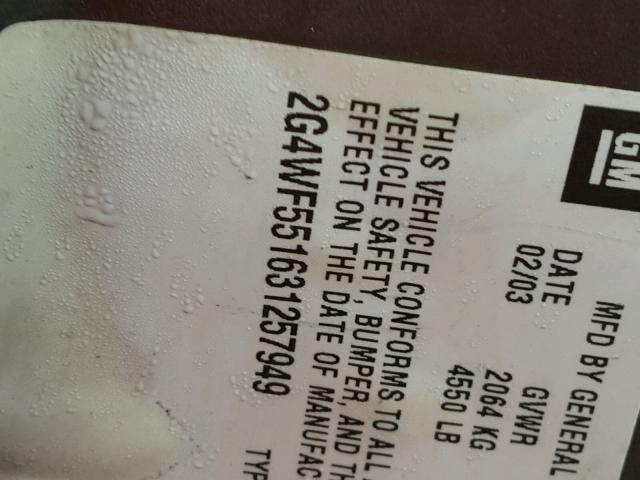 GM
MFD BY GENERAL
DATE GVWR
02/03 2064 KG
4550 LB
THIS VEHICLE CONFORMS TO ALL
VEHICLE SAFETY, BUMPER, AND TH
EFFECT ON THE DATE OF MANUFAC
2G4WF551631257949
TYP